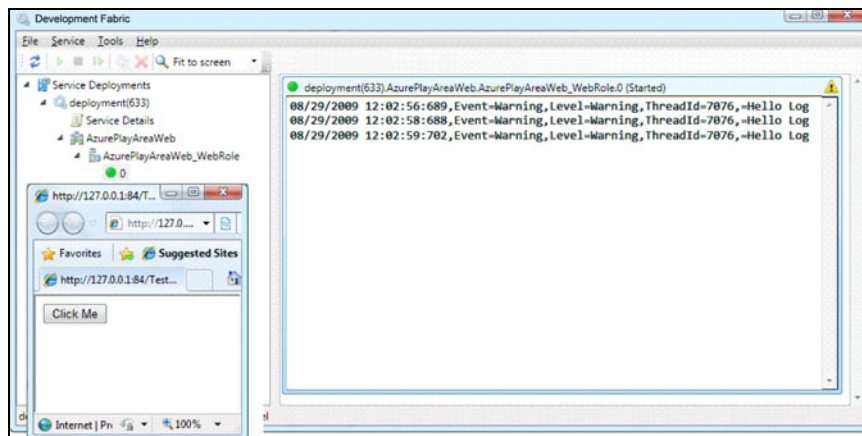 Development Fabric
File Service Tools Help
Fit to screen
Service Deployments
deployment(633)
Service Details
AzurePlayAreaWeb
AzurePlayAreaWeb_WebRole
0
deployment(633).AzurePlayAreaWeb.AzurePlayAreaWeb_WebRole.0 (Started)
08/29/2009 12:02:56:689,Event=Warning,Level=Warning,ThreadId=7076,=Hello Log
08/29/2009 12:02:58:688,Event=Warning,Level=Warning,ThreadId=7076,=Hello Log
08/29/2009 12:02:59:702,Event=Warning,Level=Warning,ThreadId=7076,=Hello Log
http://127.0.0.1:84/T...
http://127.0....
Favorites Suggested Sites
http://127.0.0.1:84/Test...
Click Me
Internet | Pr 100%